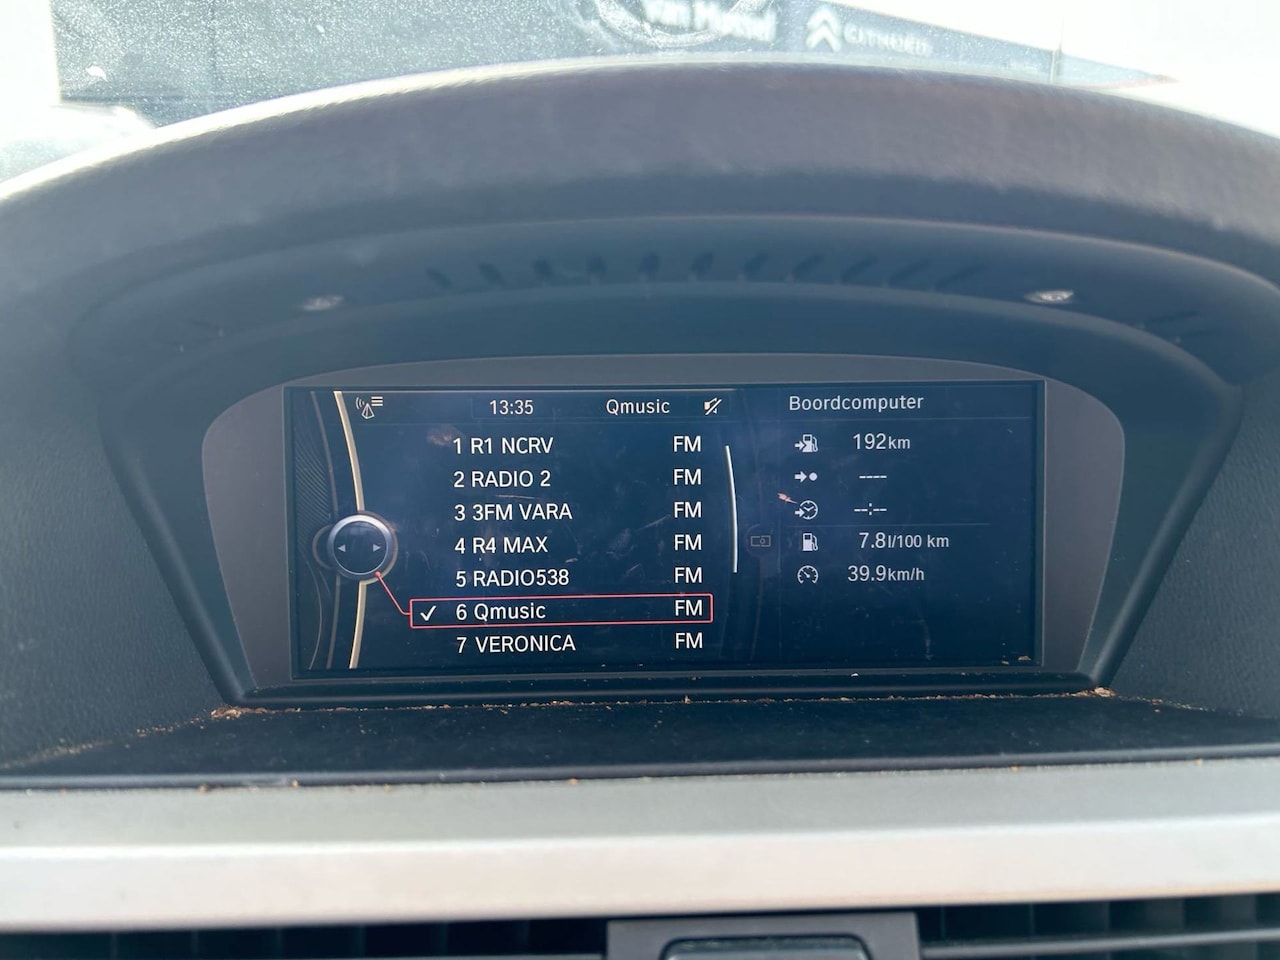 CITROËN
13:35 Qmusic
1 R1 NCRV FM
2 RADIO 2 FM
3 3FM VARA FM
4 R4 MAX FM
5 RADIO538 FM
✓ 6 Qmusic FM
7 VERONICA FM
Boordcomputer
192km
----
--:--
7.8l/100 km
39.9km/h